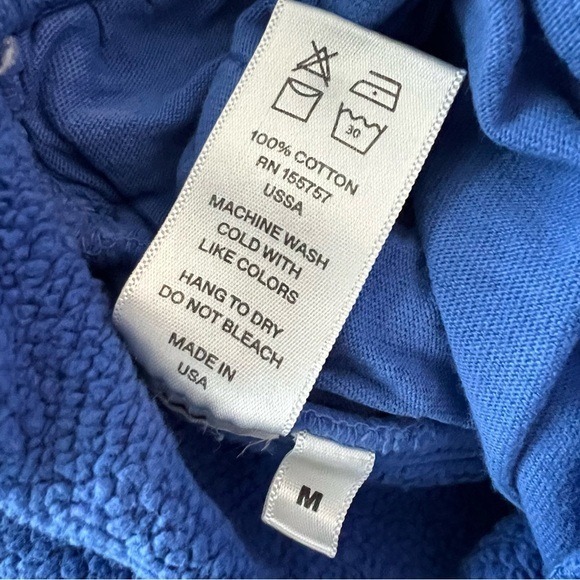 30
100% COTTON
RN 155757
USSA
MACHINE WASH
COLD WITH
LIKE COLORS
HANG TO DRY
DO NOT BLEACH
MADE IN
USA
M